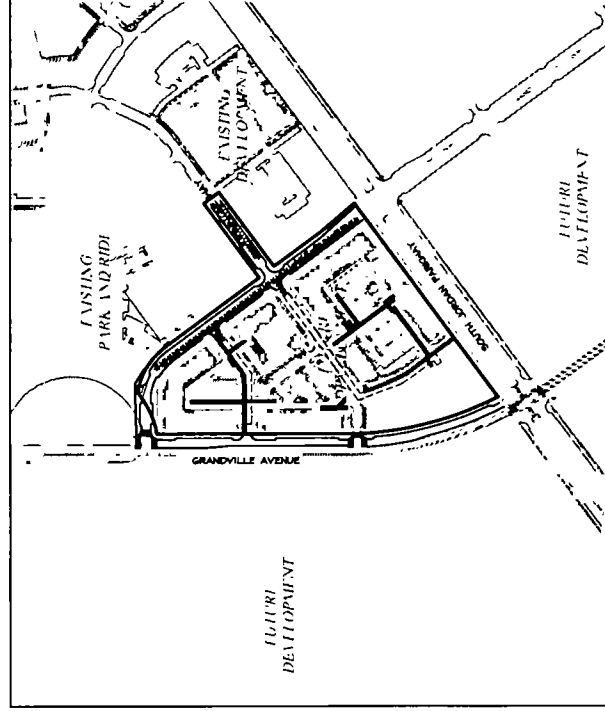 EXISTING
DEVELOPMENT
EXISTING
PARK AND RIDE
SOUTH JORDAN PARKWAY
FUTURE
DEVELOPMENT
GRANDVILLE AVENUE
FUTURE
DEVELOPMENT